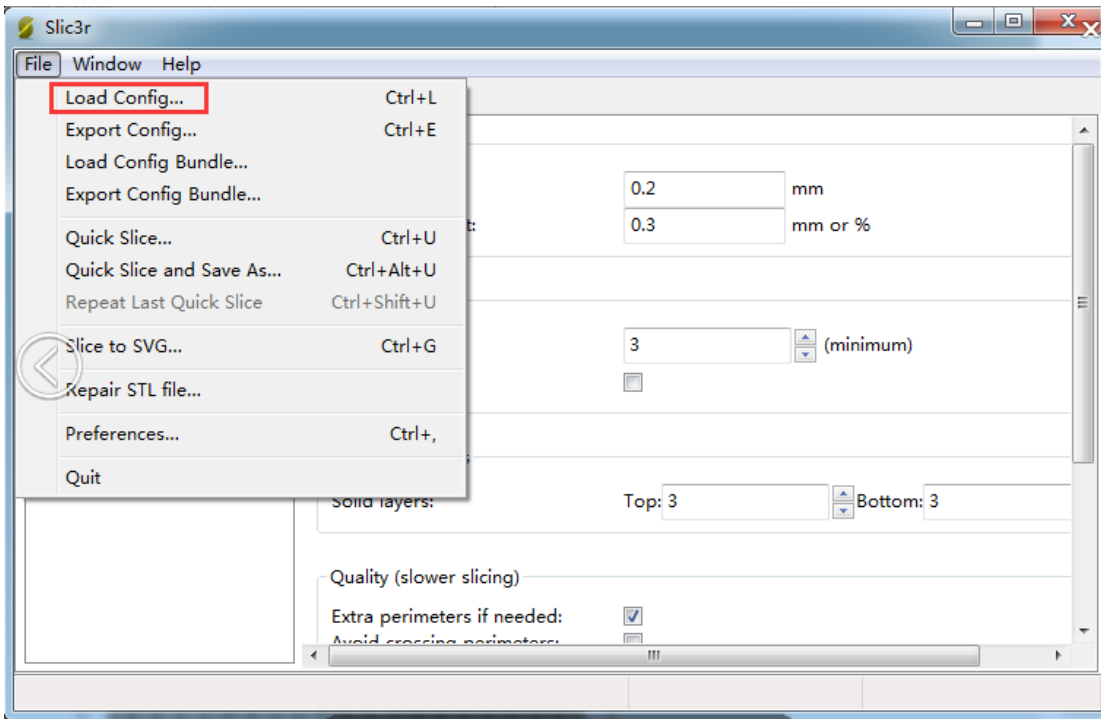 Slic3r
File Window Help
Load Config... Ctrl+L
Export Config... Ctrl+E
Load Config Bundle...
Export Config Bundle...
Quick Slice... Ctrl+U
Quick Slice and Save As... Ctrl+Alt+U
Repeat Last Quick Slice Ctrl+Shift+U
Slice to SVG... Ctrl+G
Repair STL file...
Preferences... Ctrl+,
Quit
0.2 mm
t: 0.3 mm or %
3 (minimum)
Solid layers: Top: 3 Bottom: 3
Quality (slower slicing)
Extra perimeters if needed:
Avoid crossing perimeters: